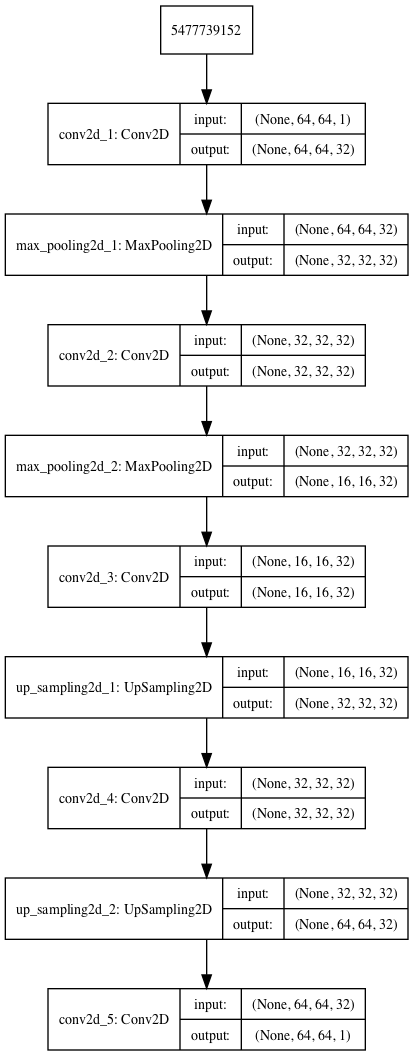 5477739152
conv2d_1: Conv2D
input:
(None, 64, 64, 1)
output:
(None, 64, 64, 32)
max_pooling2d_1: MaxPooling2D
input:
(None, 64, 64, 32)
output:
(None, 32, 32, 32)
conv2d_2: Conv2D
input:
(None, 32, 32, 32)
output:
(None, 32, 32, 32)
max_pooling2d_2: MaxPooling2D
input:
(None, 32, 32, 32)
output:
(None, 16, 16, 32)
conv2d_3: Conv2D
input:
(None, 16, 16, 32)
output:
(None, 16, 16, 32)
up_sampling2d_1: UpSampling2D
input:
(None, 16, 16, 32)
output:
(None, 32, 32, 32)
conv2d_4: Conv2D
input:
(None, 32, 32, 32)
output:
(None, 32, 32, 32)
up_sampling2d_2: UpSampling2D
input:
(None, 32, 32, 32)
output:
(None, 64, 64, 32)
conv2d_5: Conv2D
input:
(None, 64, 64, 32)
output:
(None, 64, 64, 1)